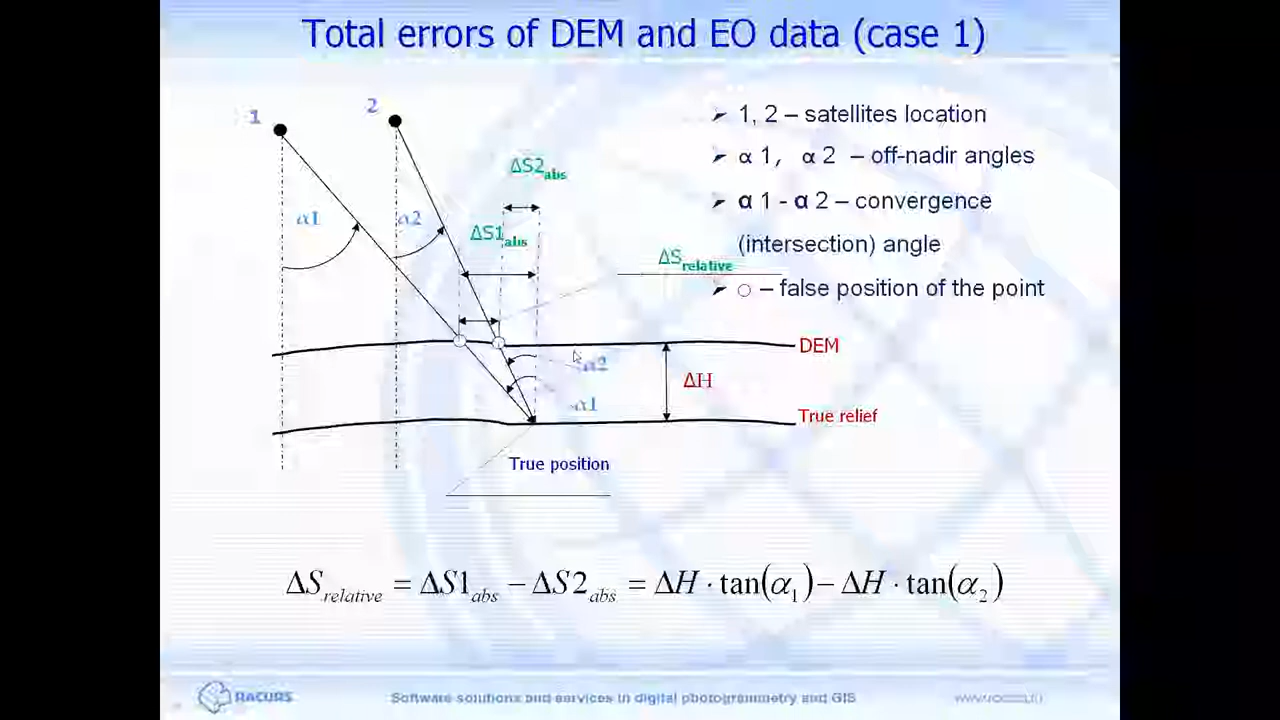 Total errors of DEM and EO data (case 1)
1
2
α1
α2
ΔS2abs
ΔS1abs
ΔSrelative
➢ 1, 2 – satellites location
➢ α 1, α 2 – off-nadir angles
➢ α 1 - α 2 – convergence
(intersection) angle
➢ ○ – false position of the point
DEM
α2
ΔH
α1
True relief
True position
ΔSrelative = ΔS1abs − ΔS2abs = ΔH · tan(α1) − ΔH · tan(α2)
RACURS
Software solutions and services in digital photogrammetry and GIS